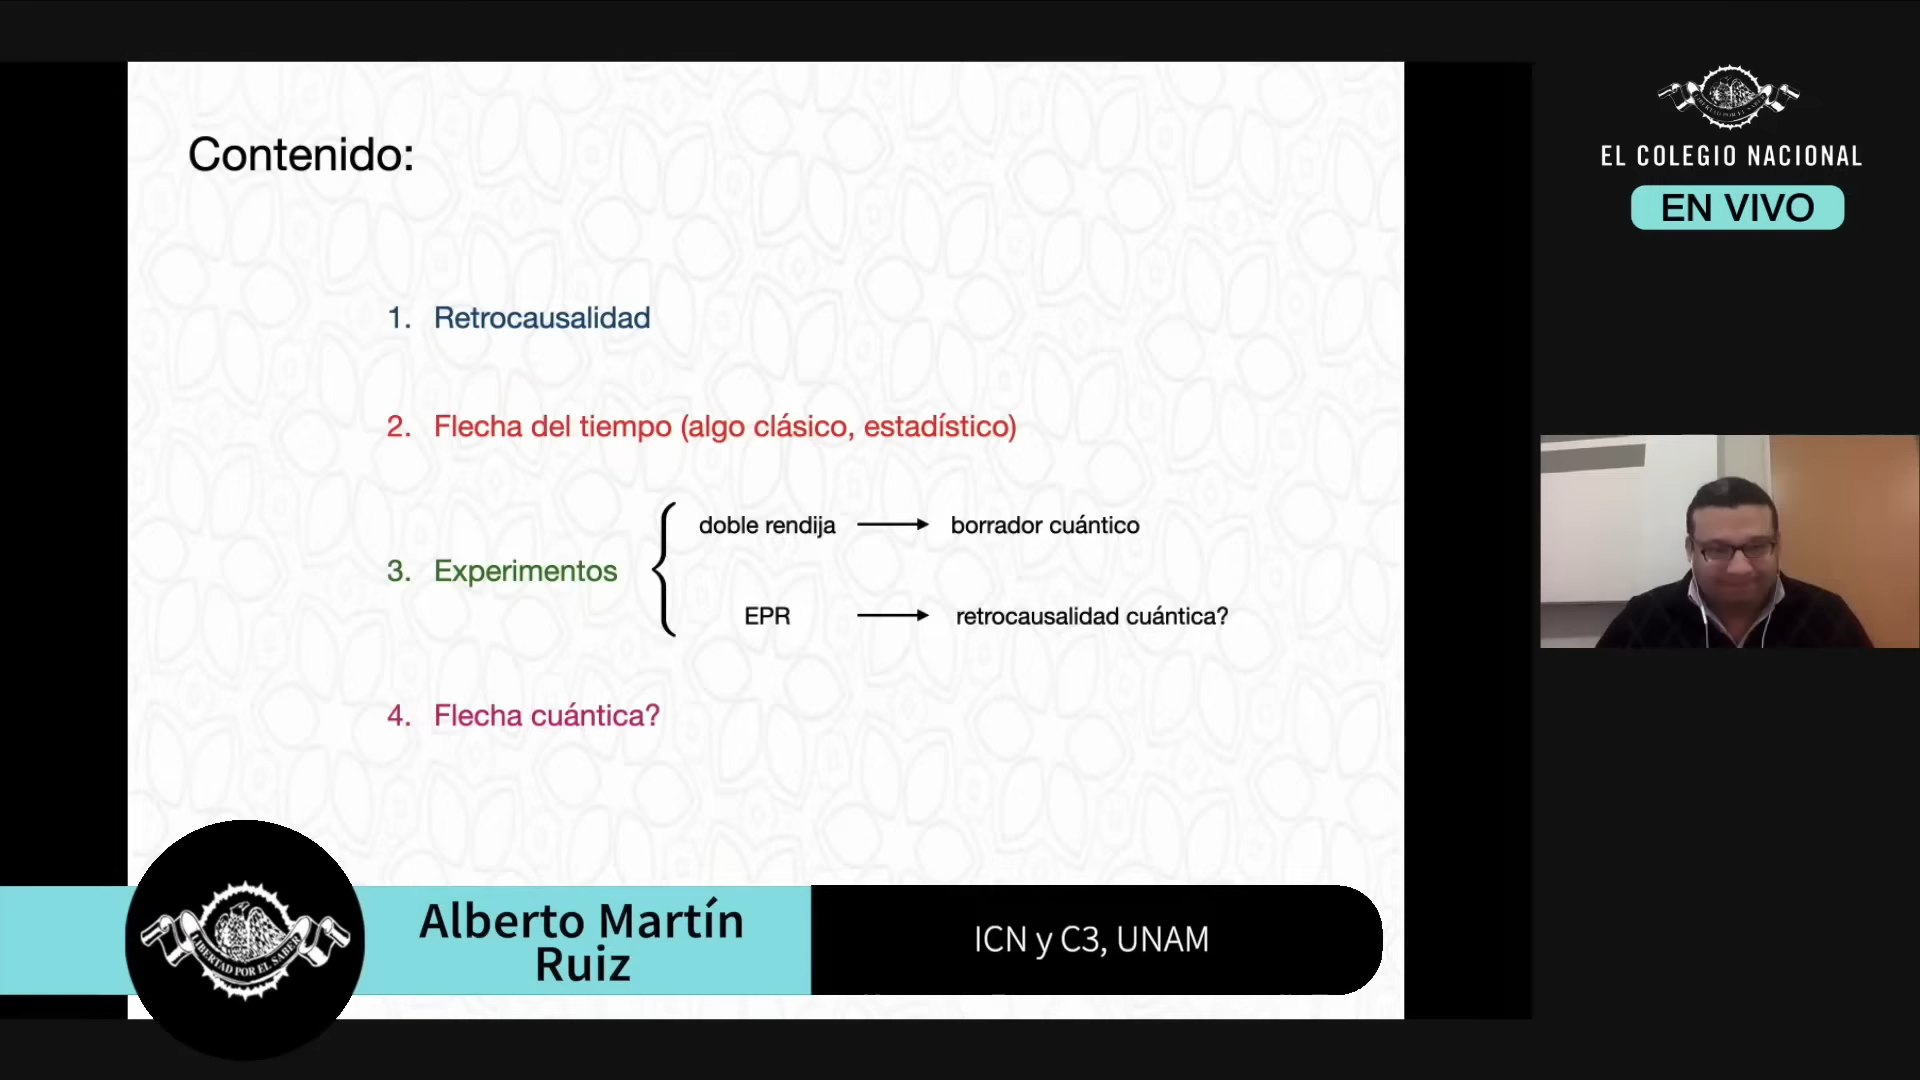 Contenido:
1. Retrocausalidad
2. Flecha del tiempo (algo clásico, estadístico)
3. Experimentos
doble rendija
borrador cuántico
EPR
retrocausalidad cuántica?
4. Flecha cuántica?
LIBERTAD POR EL SABER
Alberto Martín
Ruiz
ICN y C3, UNAM
EL COLEGIO NACIONAL
EN VIVO